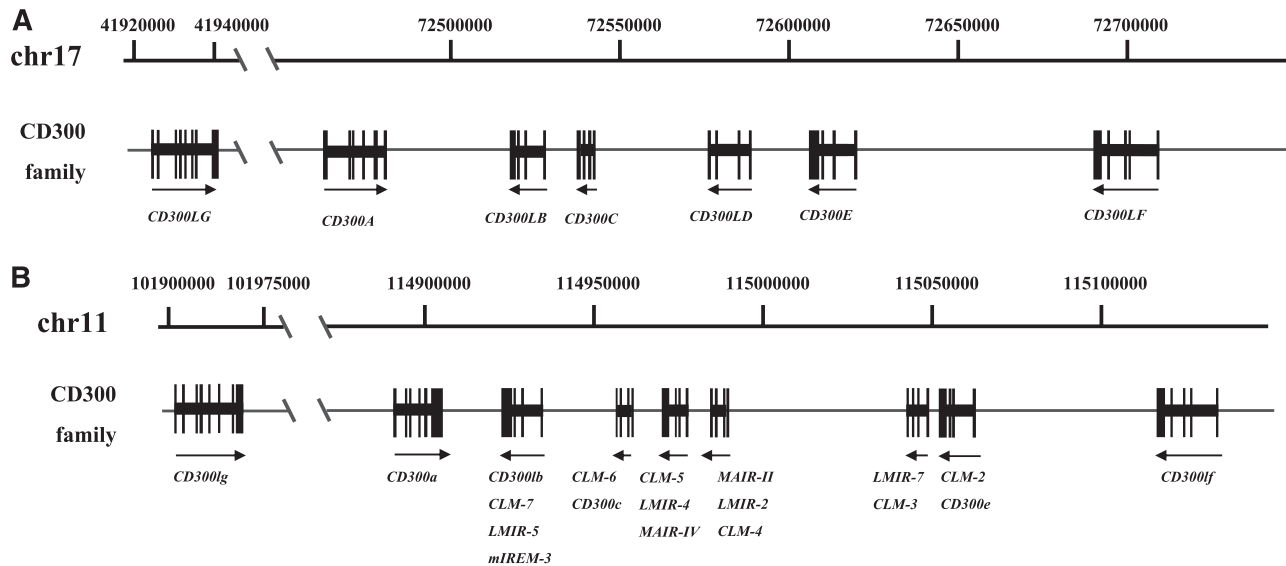 A
41920000 41940000 72500000 72550000 72600000 72650000 72700000
chr17
CD300
family
CD300LG CD300A CD300LB CD300C CD300LD CD300E CD300LF
B
101900000 101975000 114900000 114950000 115000000 115050000 115100000
chr11
CD300
family
CD300lg CD300a CD300lb CLM-6 CLM-5 MAIR-II LMIR-7 CLM-2 CD300lf
CLM-7 CD300c LMIR-4 LMIR-2 CLM-3 CD300e
LMIR-5 MAIR-IV CLM-4
mIREM-3